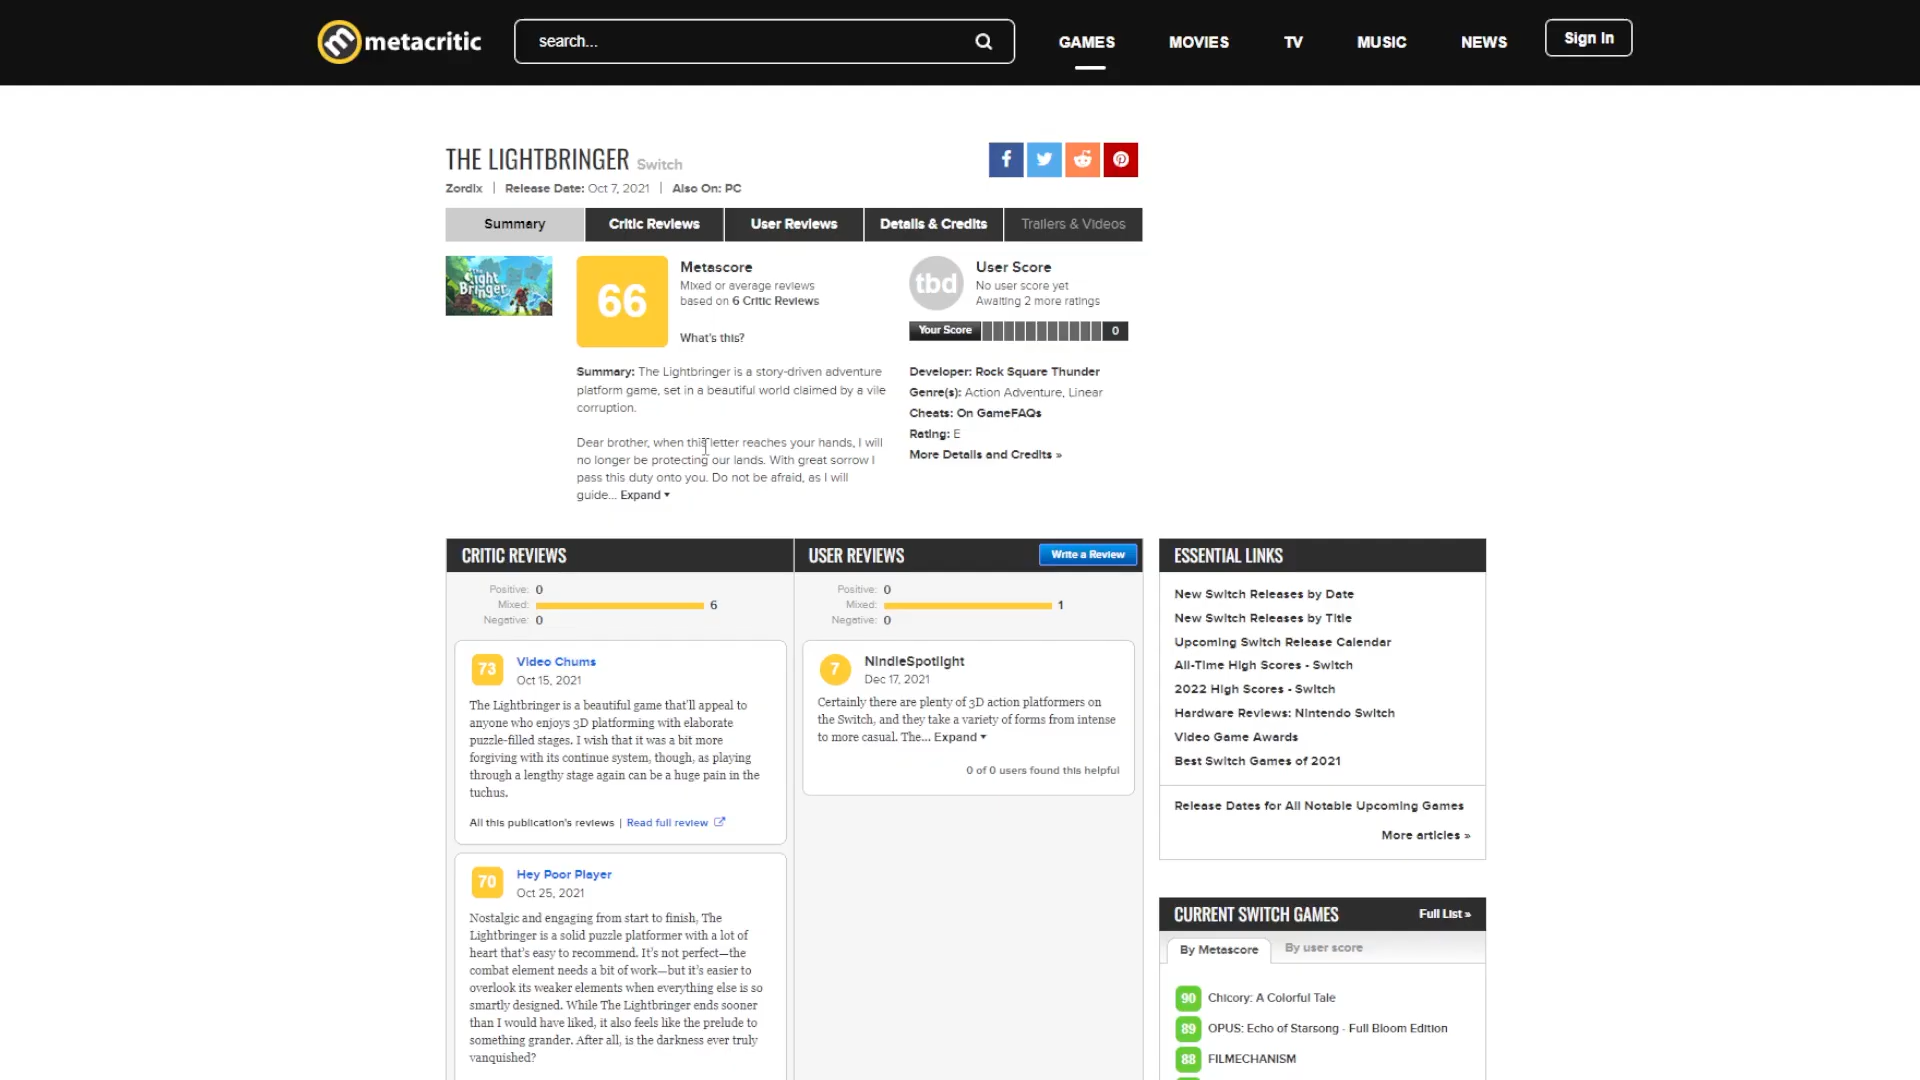 metacritic
search...
GAMES
MOVIES
TV
MUSIC
NEWS
Sign In
THE LIGHTBRINGER Switch
Zordix | Release Date: Oct 7, 2021 | Also On: PC
Summary
Critic Reviews
User Reviews
Details & Credits
Trailers & Videos
The
Light
Bringer
66
Metascore
Mixed or average reviews
based on 6 Critic Reviews
What's this?
tbd
User Score
No user score yet
Awaiting 2 more ratings
Your Score
0
Summary: The Lightbringer is a story-driven adventure
platform game, set in a beautiful world claimed by a vile
corruption.
Dear brother, when this letter reaches your hands, I will
no longer be protecting our lands. With great sorrow I
pass this duty onto you. Do not be afraid, as I will
guide... Expand
Developer: Rock Square Thunder
Genre(s): Action Adventure, Linear
Cheats: On GameFAQs
Rating: E
More Details and Credits »
CRITIC REVIEWS
Positive: 0
Mixed: 6
Negative: 0
73
Video Chums
Oct 15, 2021
The Lightbringer is a beautiful game that'll appeal to
anyone who enjoys 3D platforming with elaborate
puzzle-filled stages. I wish that it was a bit more
forgiving with its continue system, though, as playing
through a lengthy stage again can be a huge pain in the
tuchus.
All this publication's reviews | Read full review
70
Hey Poor Player
Oct 25, 2021
Nostalgic and engaging from start to finish, The
Lightbringer is a solid puzzle platformer with a lot of
heart that's easy to recommend. It's not perfect—the
combat element needs a bit of work—but it's easier to
overlook its weaker elements when everything else is so
smartly designed. While The Lightbringer ends sooner
than I would have liked, it also feels like the prelude to
something grander. After all, is the darkness ever truly
vanquished?
USER REVIEWS
Write a Review
Positive: 0
Mixed: 1
Negative: 0
7
NindieSpotlight
Dec 17, 2021
Certainly there are plenty of 3D action platformers on
the Switch, and they take a variety of forms from intense
to more casual. The... Expand
0 of 0 users found this helpful
ESSENTIAL LINKS
New Switch Releases by Date
New Switch Releases by Title
Upcoming Switch Release Calendar
All-Time High Scores - Switch
2022 High Scores - Switch
Hardware Reviews: Nintendo Switch
Video Game Awards
Best Switch Games of 2021
Release Dates for All Notable Upcoming Games
More articles »
CURRENT SWITCH GAMES
Full List »
By Metascore
By user score
90 Chicory: A Colorful Tale
89 OPUS: Echo of Starsong - Full Bloom Edition
88 FILMECHANISM